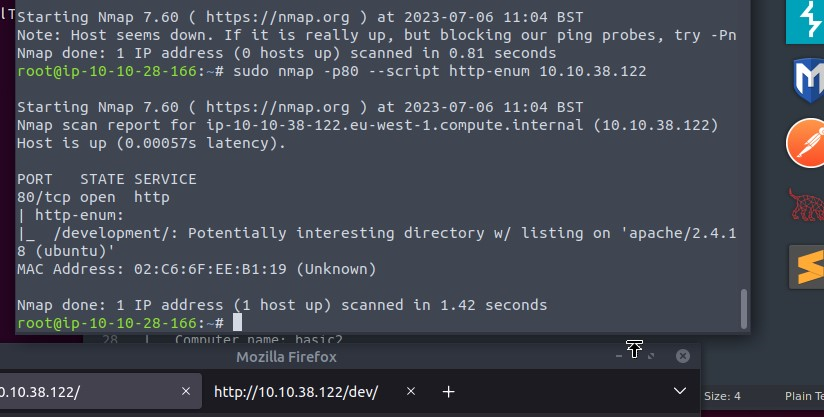 Starting Nmap 7.60 ( https://nmap.org ) at 2023-07-06 11:04 BST
Note: Host seems down. If it is really up, but blocking our ping probes, try -Pn
Nmap done: 1 IP address (0 hosts up) scanned in 0.81 seconds
root@ip-10-10-28-166:~# sudo nmap -p80 --script http-enum 10.10.38.122
Starting Nmap 7.60 ( https://nmap.org ) at 2023-07-06 11:04 BST
Nmap scan report for ip-10-10-38-122.eu-west-1.compute.internal (10.10.38.122)
Host is up (0.00057s latency).
PORT   STATE SERVICE
80/tcp open  http
| http-enum:
|_  /development/: Potentially interesting directory w/ listing on 'apache/2.4.1
8 (ubuntu)'
MAC Address: 02:C6:6F:EE:B1:19 (Unknown)
Nmap done: 1 IP address (1 host up) scanned in 1.42 seconds
root@ip-10-10-28-166:~#
28 | Computer name: basic2
Mozilla Firefox
0.10.38.122/ × http://10.10.38.122/dev/ × +
Size: 4 Plain Te